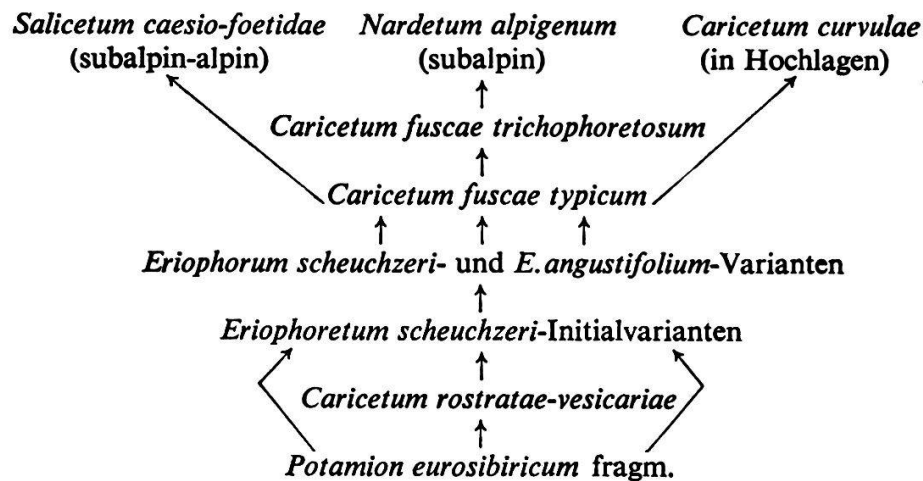 Salicetum caesio-foetidae Nardetum alpigenum Caricetum curvulae
(subalpin-alpin) (subalpin) (in Hochlagen)
Caricetum fuscae trichophoretosum
Caricetum fuscae typicum
Eriophorum scheuchzeri- und E. angustifolium-Varianten
Eriophoretum scheuchzeri-Initialvarianten
Caricetum rostratae-vesicariae
Potamion eurosibiricum fragm.